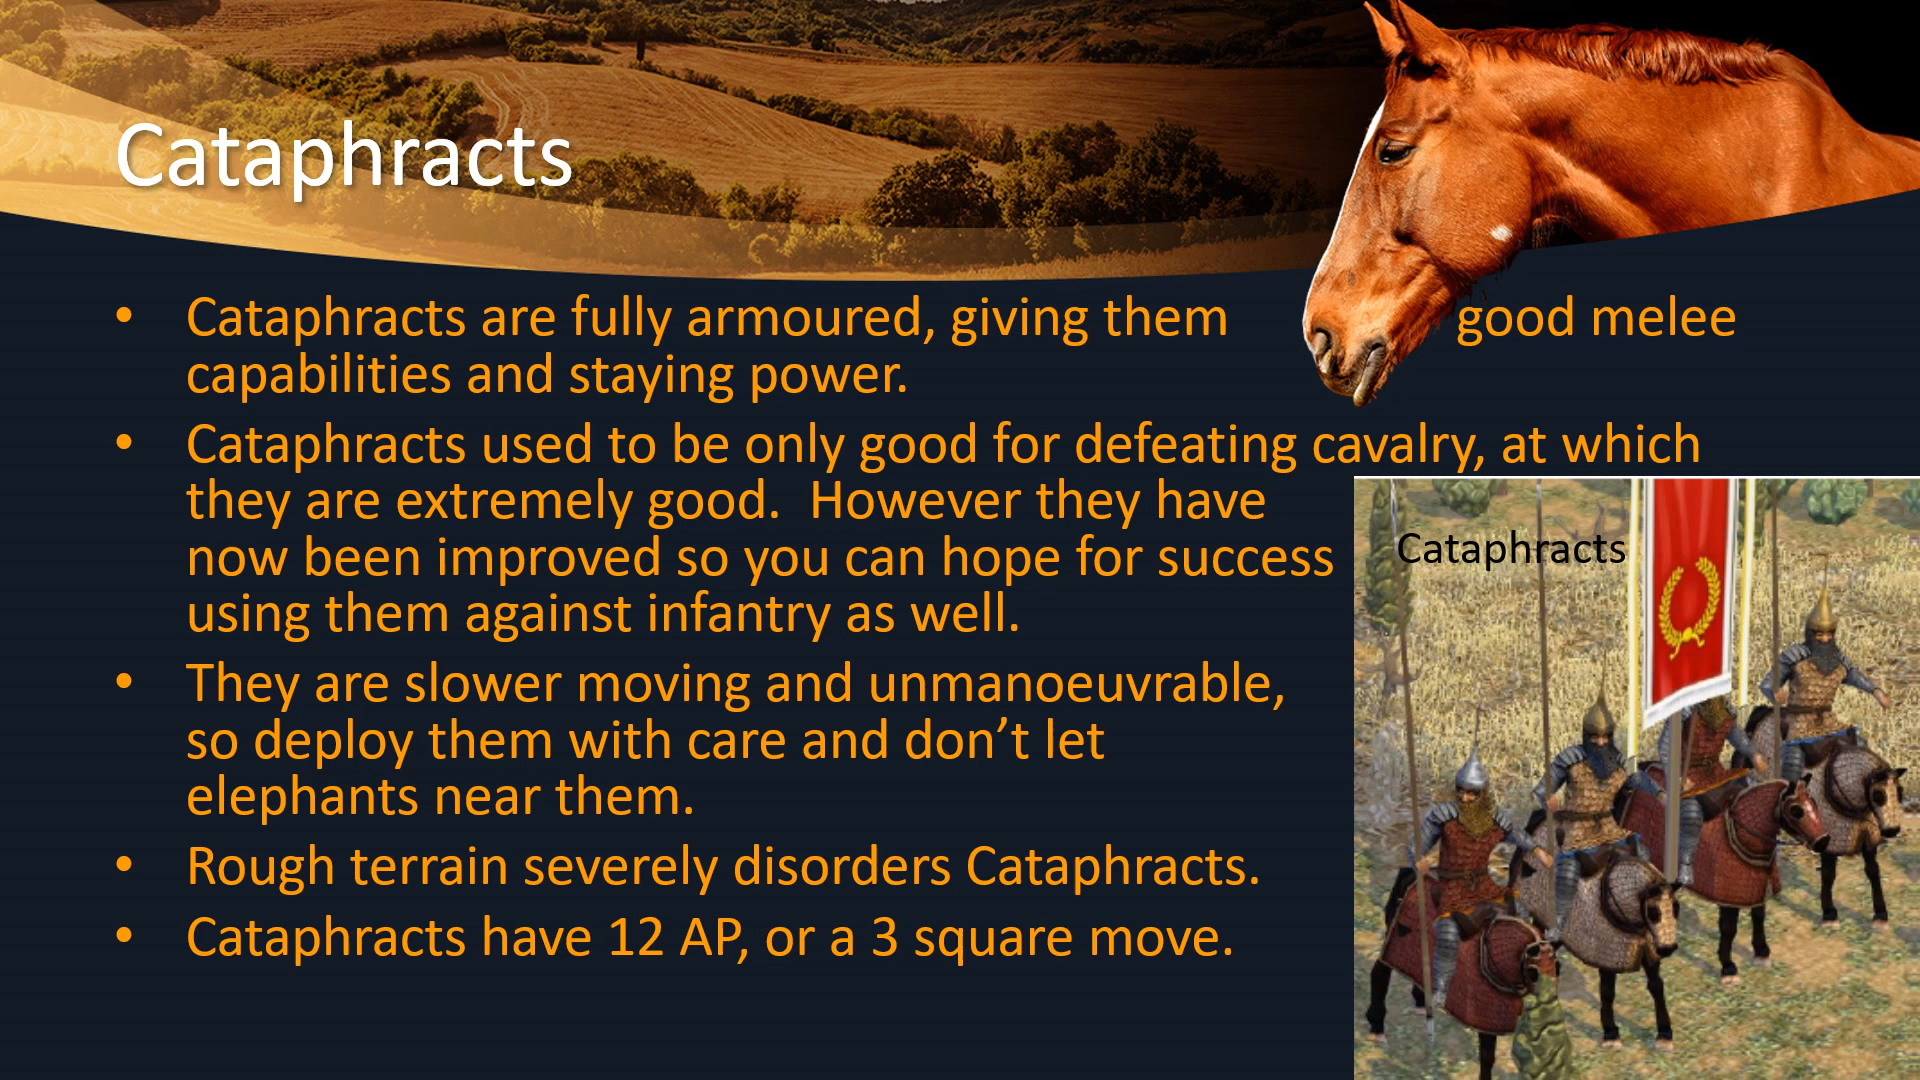 Cataphracts
• Cataphracts are fully armoured, giving them good melee
capabilities and staying power.
• Cataphracts used to be only good for defeating cavalry, at which
they are extremely good.  However they have
now been improved so you can hope for success
using them against infantry as well.
• They are slower moving and unmanoeuvrable,
so deploy them with care and don’t let
elephants near them.
• Rough terrain severely disorders Cataphracts.
• Cataphracts have 12 AP, or a 3 square move.
Cataphracts